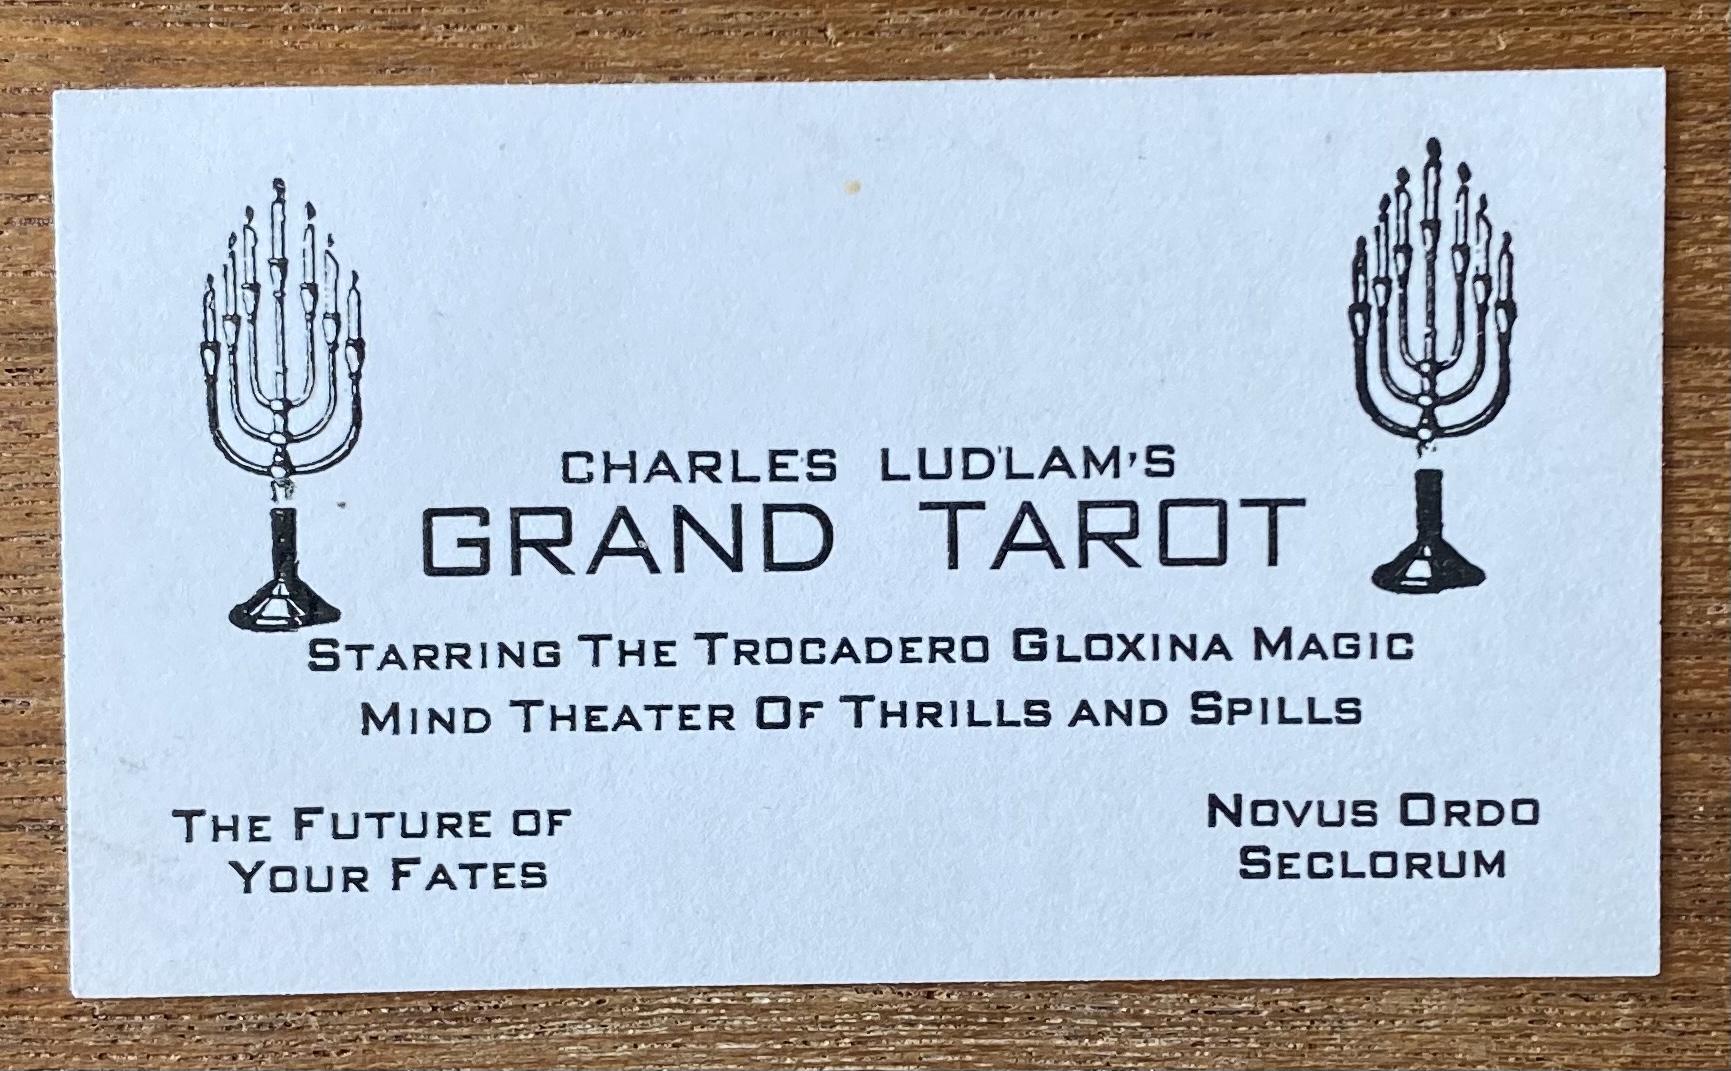 CHARLES LUDLAM'S
GRAND TAROT
STARRING THE TROCADERO GLOXINA MAGIC
MIND THEATER OF THRILLS AND SPILLS
THE FUTURE OF
YOUR FATES
NOVUS ORDO
SECLORUM